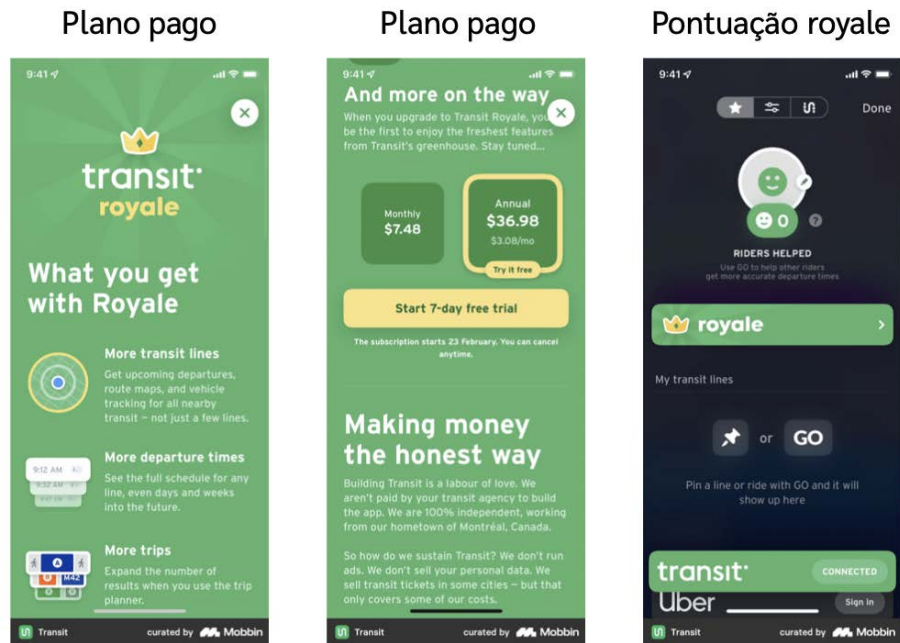 Plano pago
9:41
transit
royale
What you get
with Royale
More transit lines
Get upcoming departures,
route maps, and vehicle
tracking for all nearby
transit – not just a few lines.
9:12 AM
9:32 AM
More departure times
See the full schedule for any
line, even days and weeks
into the future.
A
M42
More trips
Expand the number of
results when you use the trip
planner.
Transit
curated by Mobbin
Plano pago
9:41
And more on the way
When you upgrade to Transit Royale, you
be the first to enjoy the freshest features
from Transit's greenhouse. Stay tuned...
Monthly
$7.48
Annual
$36.98
$3.08/mo
Try it free
Start 7-day free trial
The subscription starts 23 February. You can cancel
anytime.
Making money
the honest way
Building Transit is a labour of love. We
aren't paid by your transit agency to build
the app. We are 100% independent, working
from our hometown of Montréal, Canada.
So how do we sustain Transit? We don't run
ads. We don't sell your personal data. We
sell transit tickets in some cities – but that
only covers some of our costs.
Transit
curated by Mobbin
Pontuação royale
9:41
Done
0
?
RIDERS HELPED
Use GO to help other riders
get more accurate departure times
royale
My transit lines
or GO
Pin a line or ride with GO and it will
show up here
transit
CONNECTED
Uber
Sign In
Transit
curated by Mobbin